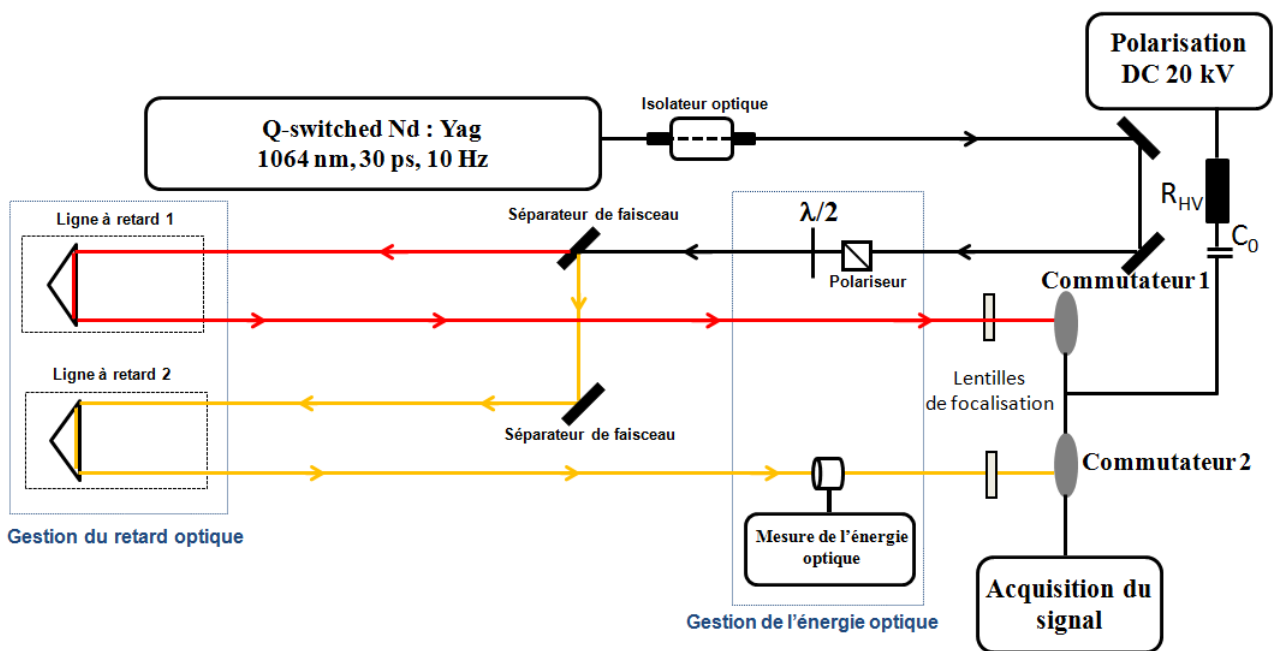 Polarisation
DC 20 kV
Isolateur optique
Q-switched Nd : Yag
1064 nm, 30 ps, 10 Hz
R_HV
C_0
Ligne à retard 1
Séparateur de faisceau
λ/2
Polariseur
Commutateur 1
Ligne à retard 2
Lentilles
de focalisation
Séparateur de faisceau
Commutateur 2
Gestion du retard optique
Mesure de l'énergie
optique
Acquisition du
signal
Gestion de l'énergie optique